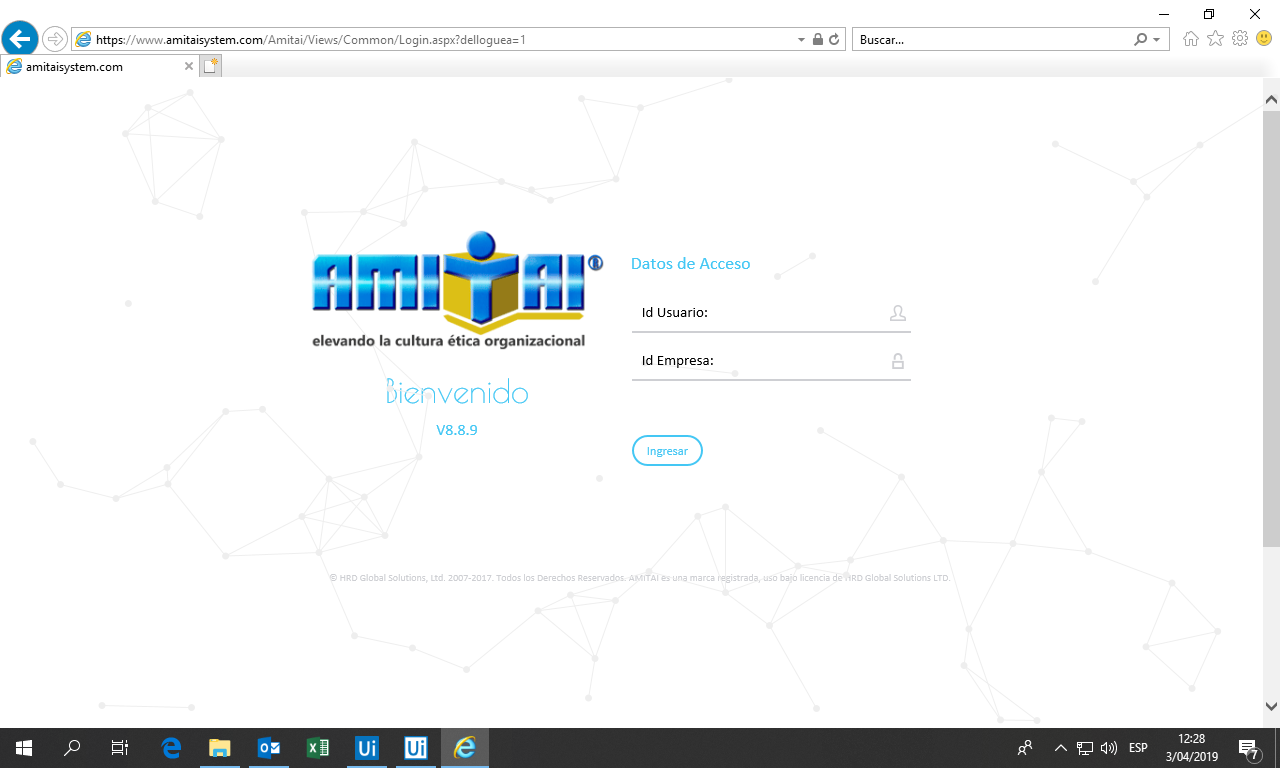 https://www.amitaisystem.com/Amitai/Views/Common/Login.aspx?delloguea=1
Buscar...
amitaisystem.com
AMITAI®
elevando la cultura ética organizacional
Bienvenido
V8.8.9
Datos de Acceso
Id Usuario:
Id Empresa:
Ingresar
© HRD Global Solutions, Ltd. 2007-2017. Todos los Derechos Reservados. AMITAI es una marca registrada, uso bajo licencia de HRD Global Solutions LTD.
Ui
Ui
ESP
12:28
3/04/2019
7